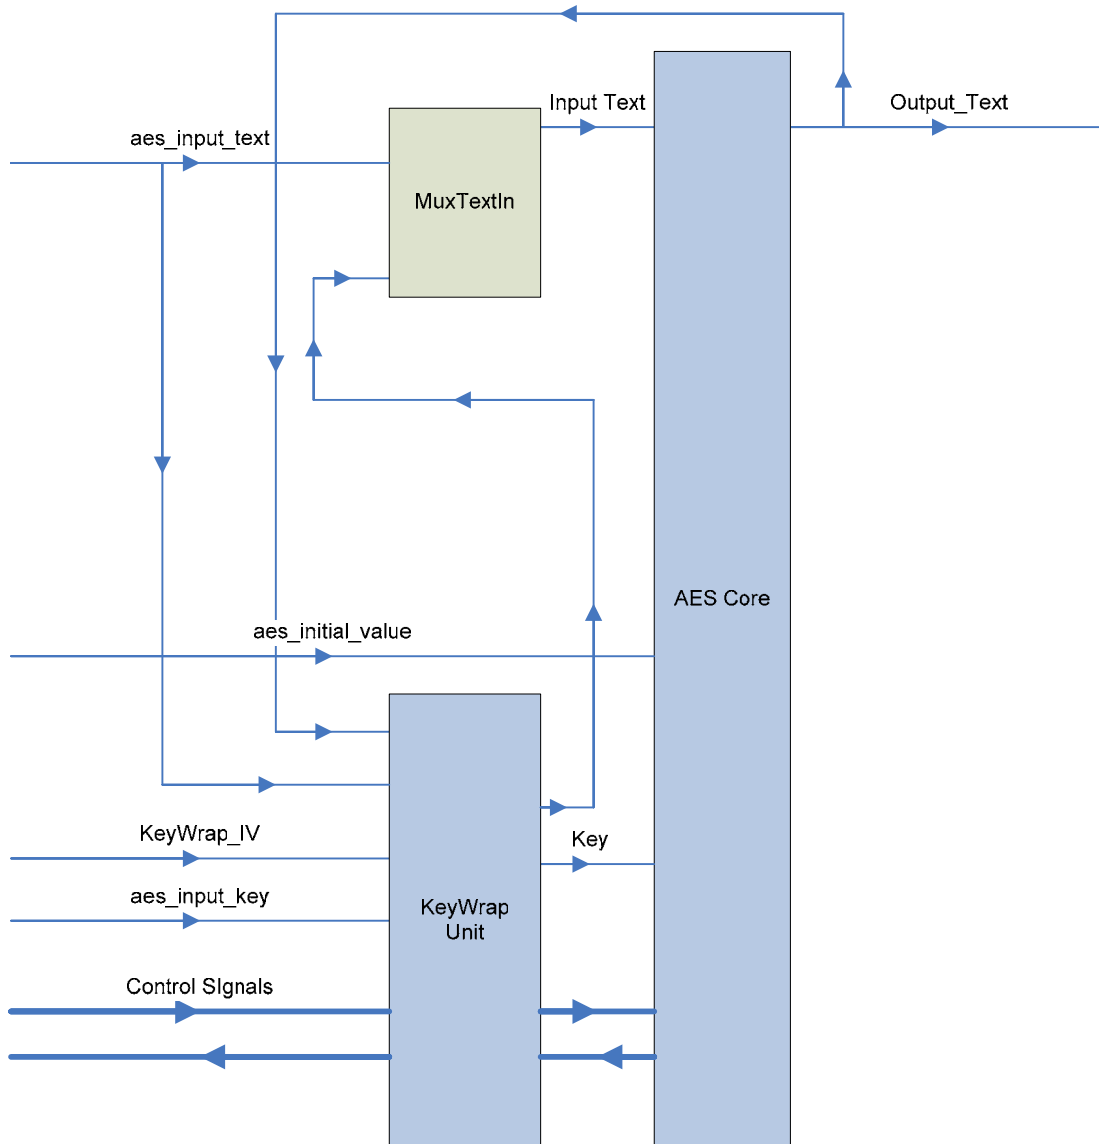 Input Text
Output_Text
aes_input_text
MuxTextIn
AES Core
aes_initial_value
KeyWrap_IV
Key
aes_input_key
KeyWrap
Unit
Control SIgnals